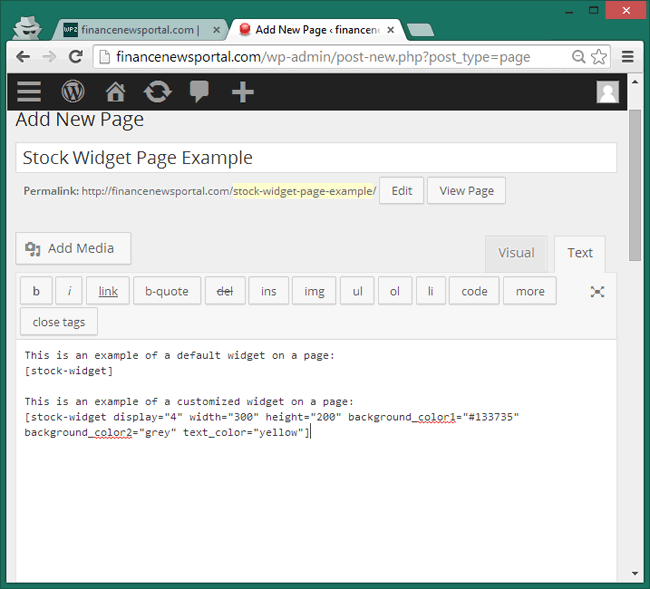 financenewsportal.com |
Add New Page ‹ financen
financenewsportal.com/wp-admin/post-new.php?post_type=page
Add New Page
Stock Widget Page Example
Permalink: http://financenewsportal.com/stock-widget-page-example/ Edit View Page
Add Media Visual Text
b i link b-quote del ins img ul ol li code more
close tags
This is an example of a default widget on a page:
[stock-widget]
This is an example of a customized widget on a page:
[stock-widget display="4" width="300" height="200" background_color1="#133735"
background_color2="grey" text_color="yellow"]